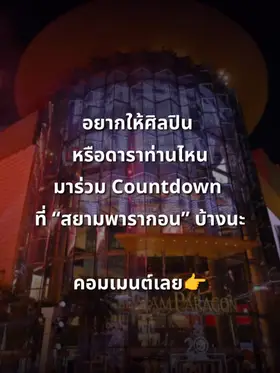 อยากให้ศิลปิน
หรือดาราท่านไหน
มาร่วม Countdown
ที่ “สยามพารากอน” บ้างนะ
คอมเมนต์เลย👉
SIAM PARAGON